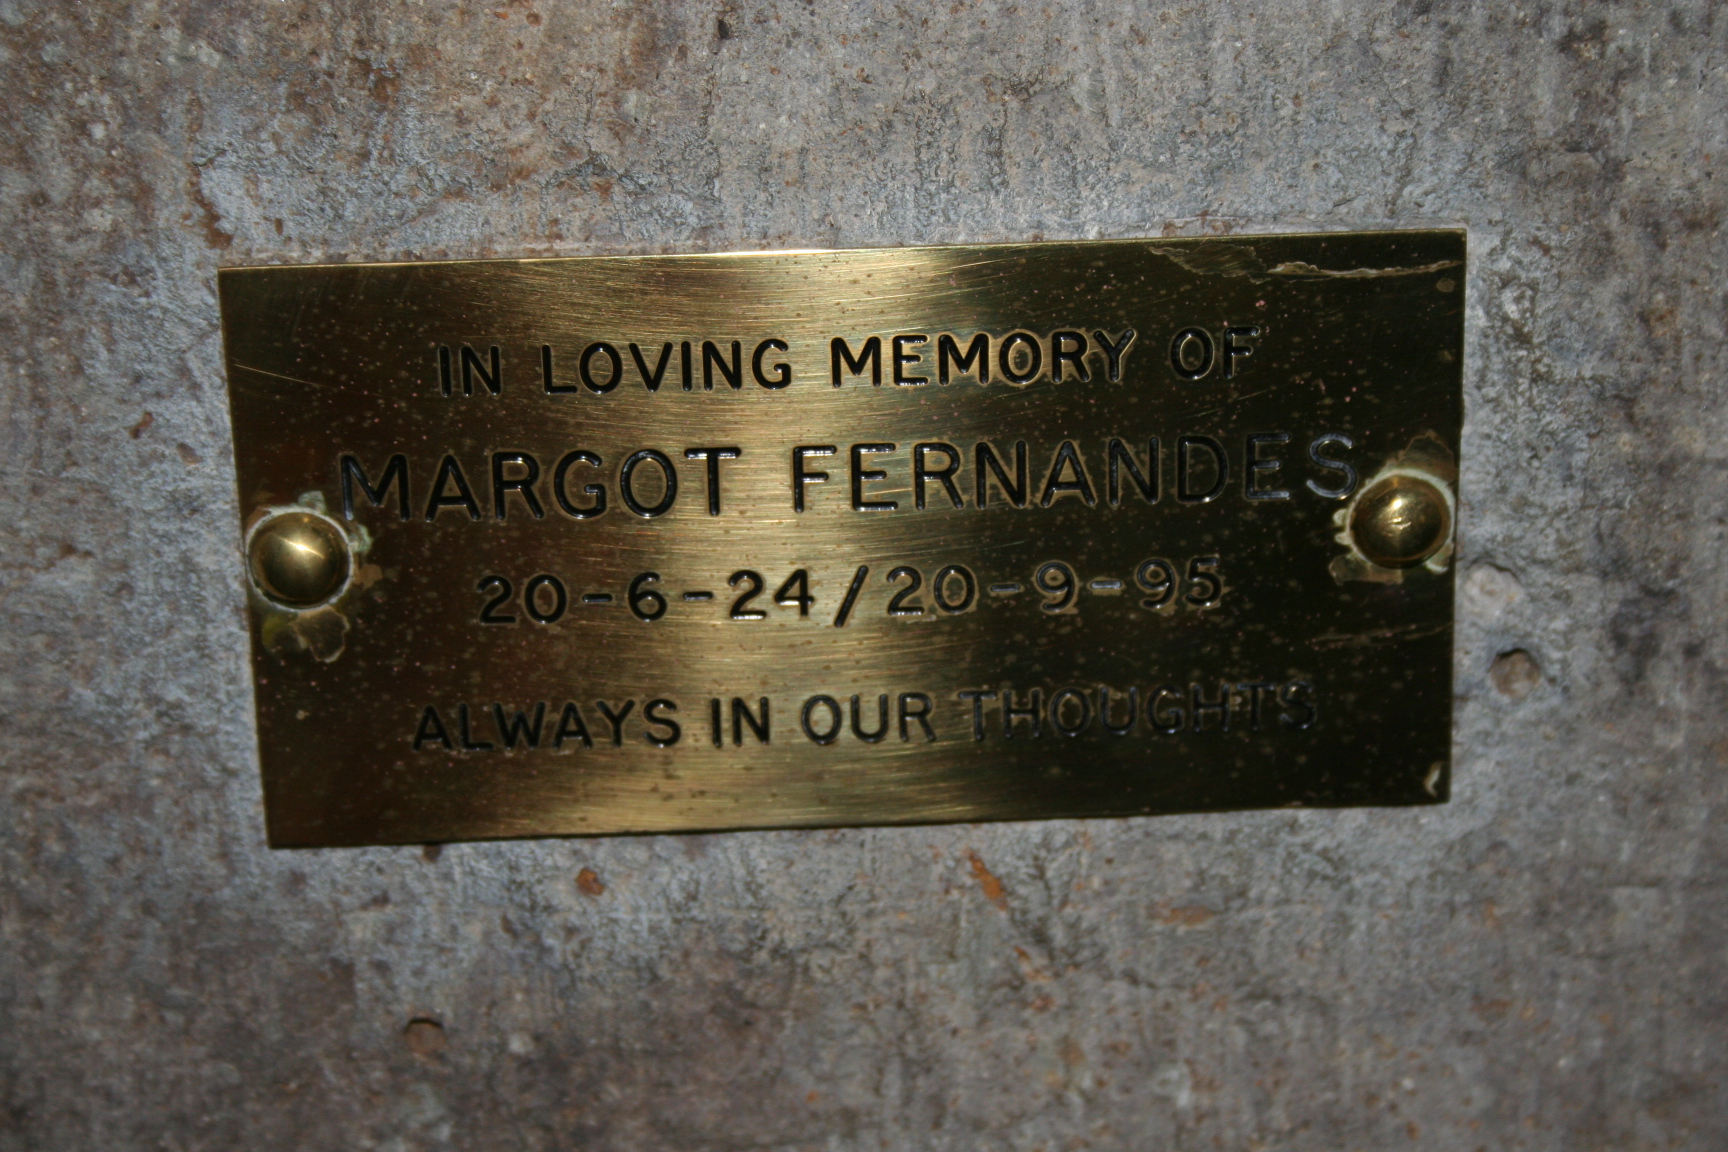 IN LOVING MEMORY OF
MARGOT FERNANDES
20-6-24/20-9-95
ALWAYS IN OUR THOUGHTS